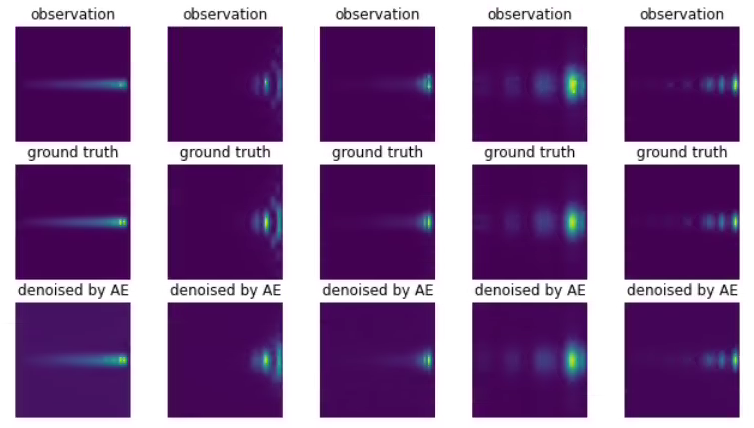 observation observation observation observation observation
ground truth ground truth ground truth ground truth ground truth
denoised by AE denoised by AE denoised by AE denoised by AE denoised by AE